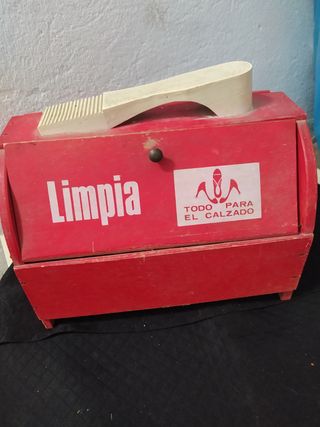 Limpia
TODO PARA
EL CALZADO